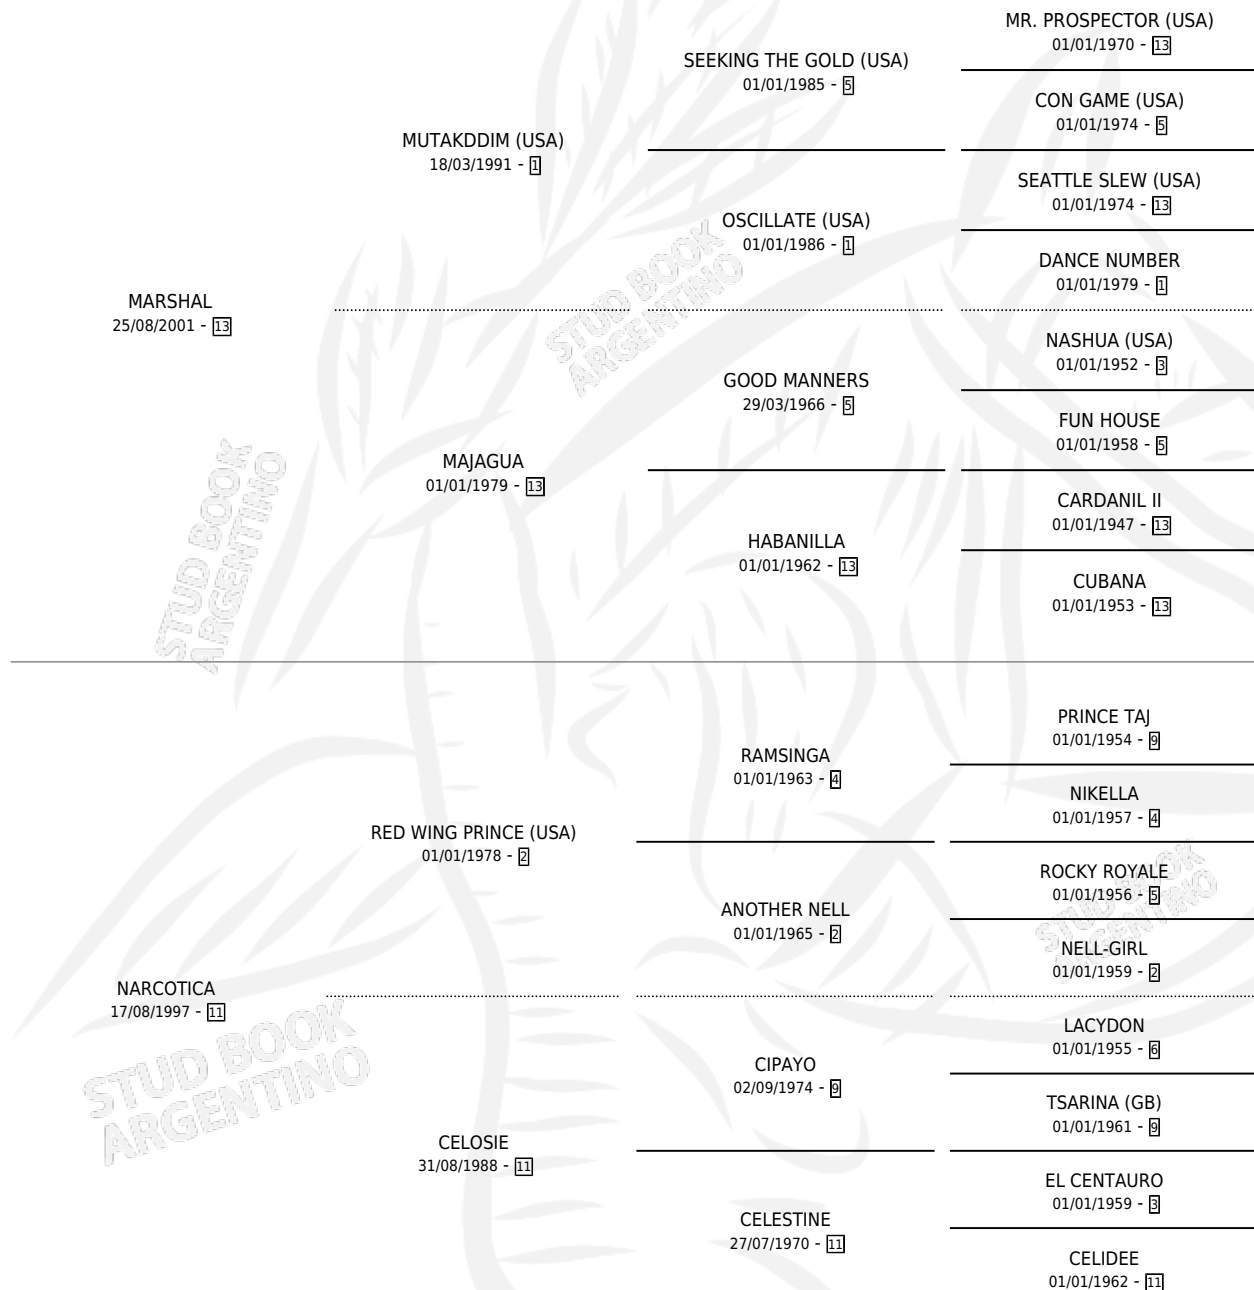 MR. PROSPECTOR (USA)
01/01/1970 - 13
SEEKING THE GOLD (USA)
01/01/1985 - 5
CON GAME (USA)
01/01/1974 - 5
MUTAKDDIM (USA)
18/03/1991 - 1
SEATTLE SLEW (USA)
01/01/1974 - 13
OSCILLATE (USA)
01/01/1986 - 1
DANCE NUMBER
01/01/1979 - 1
MARSHAL
25/08/2001 - 13
NASHUA (USA)
01/01/1952 - 3
GOOD MANNERS
29/03/1966 - 5
FUN HOUSE
01/01/1958 - 5
MAJAGUA
01/01/1979 - 13
CARDANIL II
01/01/1947 - 13
HABANILLA
01/01/1962 - 13
CUBANA
01/01/1953 - 13
PRINCE TAJ
01/01/1954 - 9
RAMSINGA
01/01/1963 - 4
NIKELLA
01/01/1957 - 4
RED WING PRINCE (USA)
01/01/1978 - 2
ROCKY ROYALE
01/01/1956 - 5
ANOTHER NELL
01/01/1965 - 2
NELL-GIRL
01/01/1959 - 2
NARCOTICA
17/08/1997 - 11
LACYDON
01/01/1955 - 6
CIPAYO
02/09/1974 - 9
TSARINA (GB)
01/01/1961 - 9
CELOSIE
31/08/1988 - 11
EL CENTAURO
01/01/1959 - 3
CELESTINE
27/07/1970 - 11
CELIDEE
01/01/1962 - 11
STUD BOOK
ARGENTINO
STUD BOOK
ARGENTINO
STUD BOOK
ARGENTINO
STUD BOOK
ARGENTINO